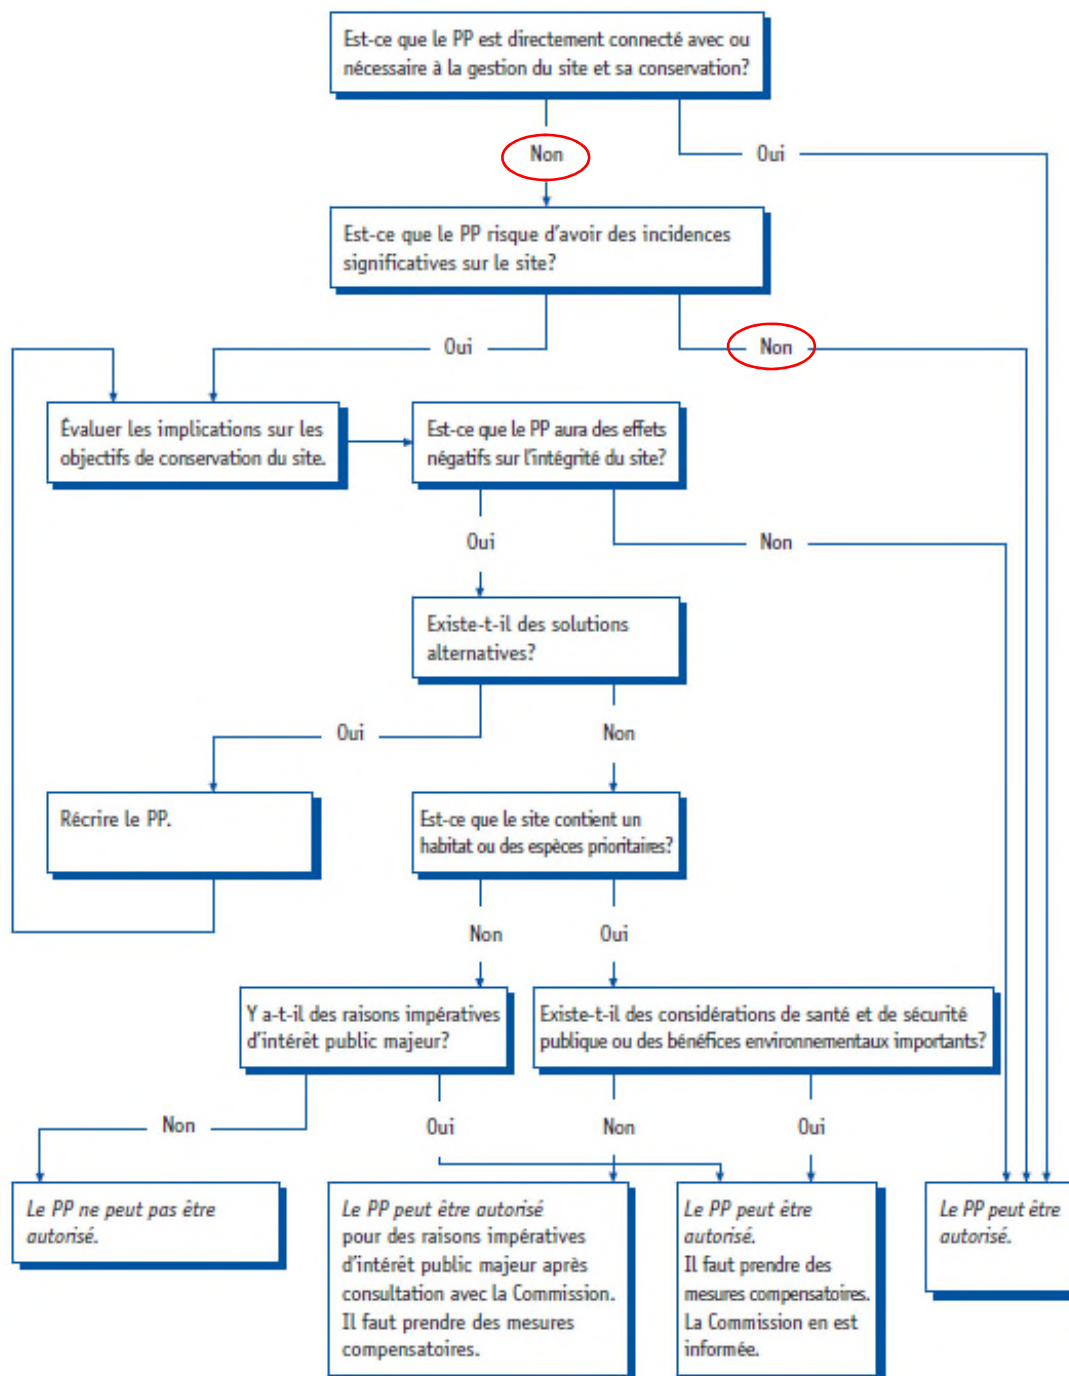 Est-ce que le PP est directement connecté avec ou
nécessaire à la gestion du site et sa conservation?
Non
Oui
Est-ce que le PP risque d'avoir des incidences
significatives sur le site?
Oui
Non
Évaluer les implications sur les
objectifs de conservation du site.
Est-ce que le PP aura des effets
négatifs sur l'intégrité du site?
Oui
Non
Existe-t-il des solutions
alternatives?
Oui
Non
Récrire le PP.
Est-ce que le site contient un
habitat ou des espèces prioritaires?
Non
Oui
Y a-t-il des raisons impératives
d'intérêt public majeur?
Existe-t-il des considérations de santé et de sécurité
publique ou des bénéfices environnementaux importants?
Non
Oui
Non
Oui
Le PP ne peut pas être
autorisé.
Le PP peut être autorisé
pour des raisons impératives
d'intérêt public majeur après
consultation avec la Commission.
Il faut prendre des mesures
compensatoires.
Le PP peut être
autorisé.
Il faut prendre des
mesures compensatoires.
La Commission en est
informée.
Le PP peut être
autorisé.